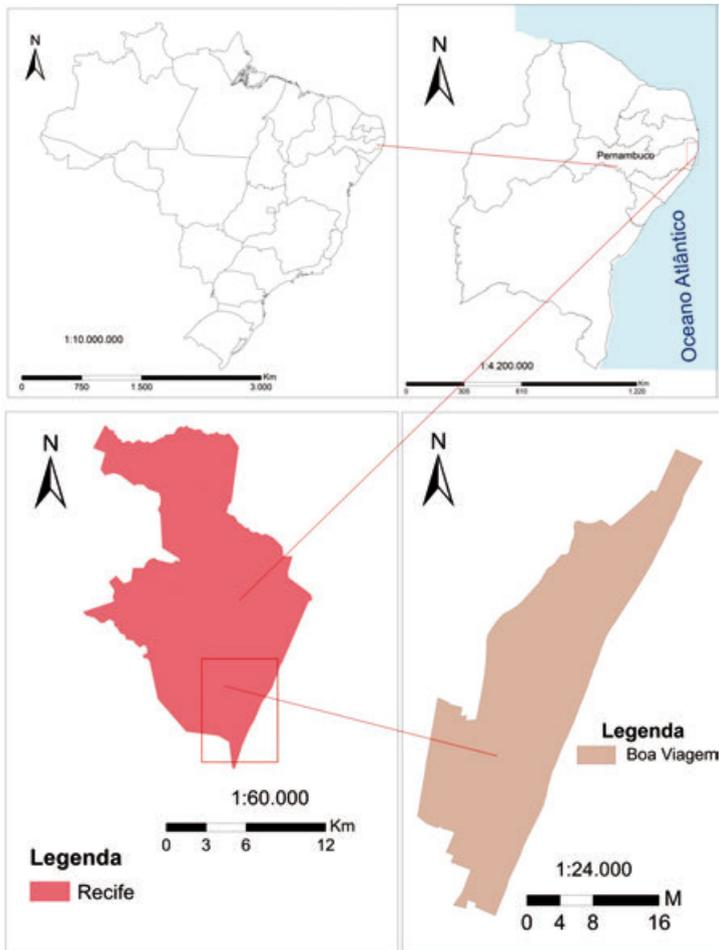 N
1:10.000.000
Km
0 750 1.500 3.000
N
Pernambuco
Oceano Atlântico
1:4 200.000
Km
0 305 610 1.220
N
1:60.000
Km
0 3 6 12
Legenda
Recife
N
Legenda
Boa Viagem
1:24.000
M
0 4 8 16